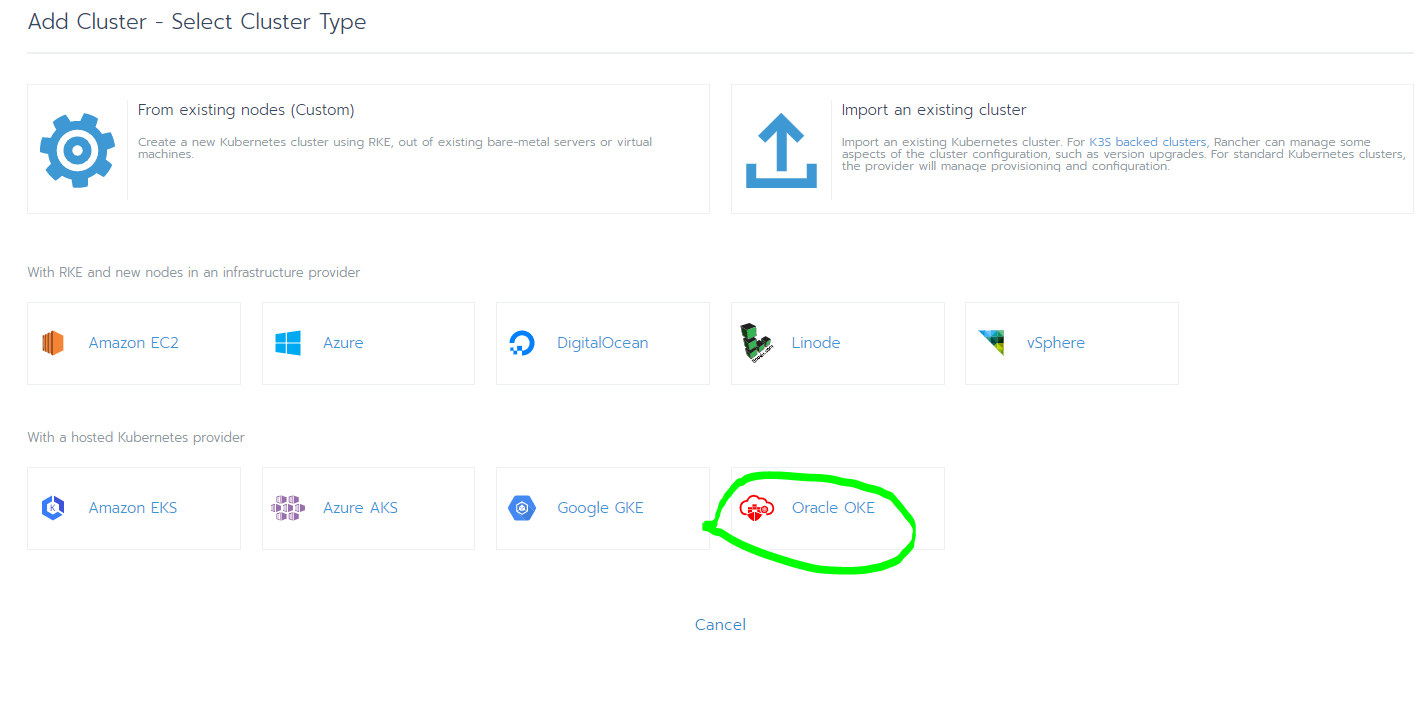 Add Cluster - Select Cluster Type
From existing nodes (Custom)
Create a new Kubernetes cluster using RKE, out of existing bare-metal servers or virtual
machines.
Import an existing cluster
Import an existing Kubernetes cluster. For K3S backed clusters, Rancher can manage some
aspects of the cluster configuration, such as version upgrades. For standard Kubernetes clusters,
the provider will manage provisioning and configuration.
With RKE and new nodes in an infrastructure provider
Amazon EC2
Azure
DigitalOcean
Linode
vSphere
With a hosted Kubernetes provider
Amazon EKS
Azure AKS
Google GKE
Oracle OKE
Cancel